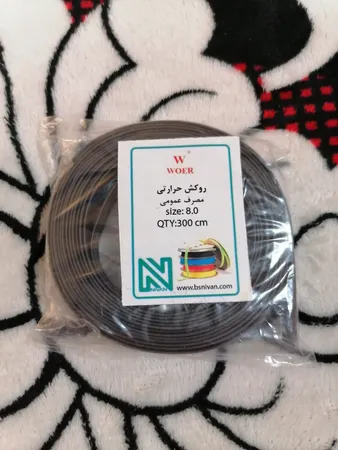 W
WOER
روکش حرارتی
مصرف عمومی
size: 8.0
QTY:300 cm
www.bsnivan.com